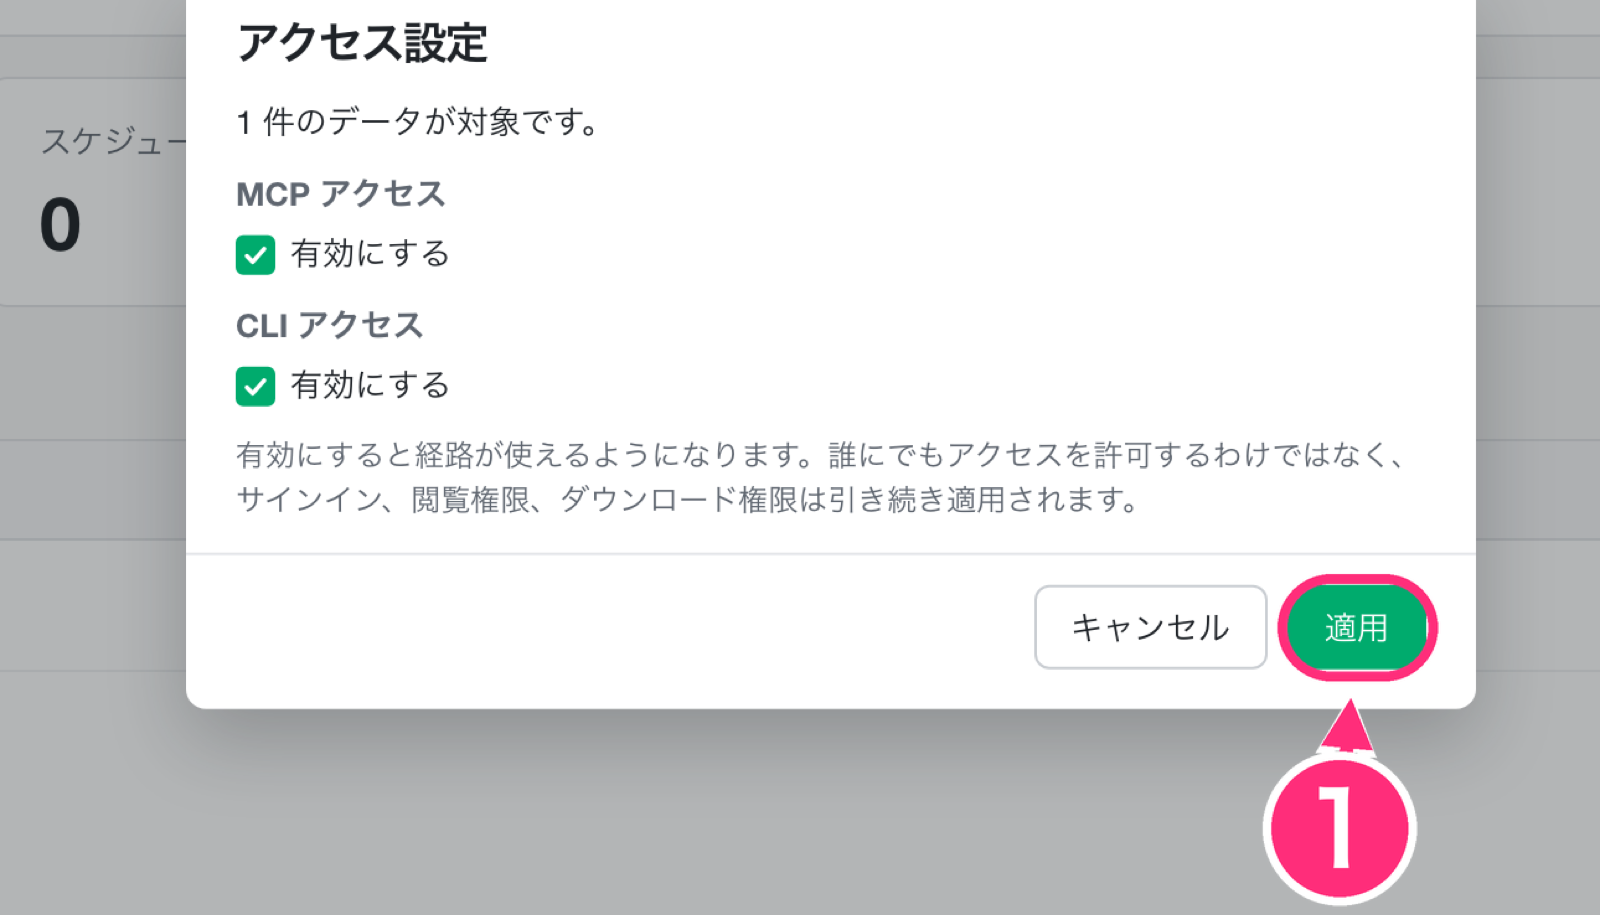 アクセス設定
1 件のデータが対象です。
スケジュー
0
MCP アクセス
有効にする
CLI アクセス
有効にする
有効にすると経路が使えるようになります。誰にでもアクセスを許可するわけではなく、
サインイン、閲覧権限、ダウンロード権限は引き続き適用されます。
キャンセル
適用
1